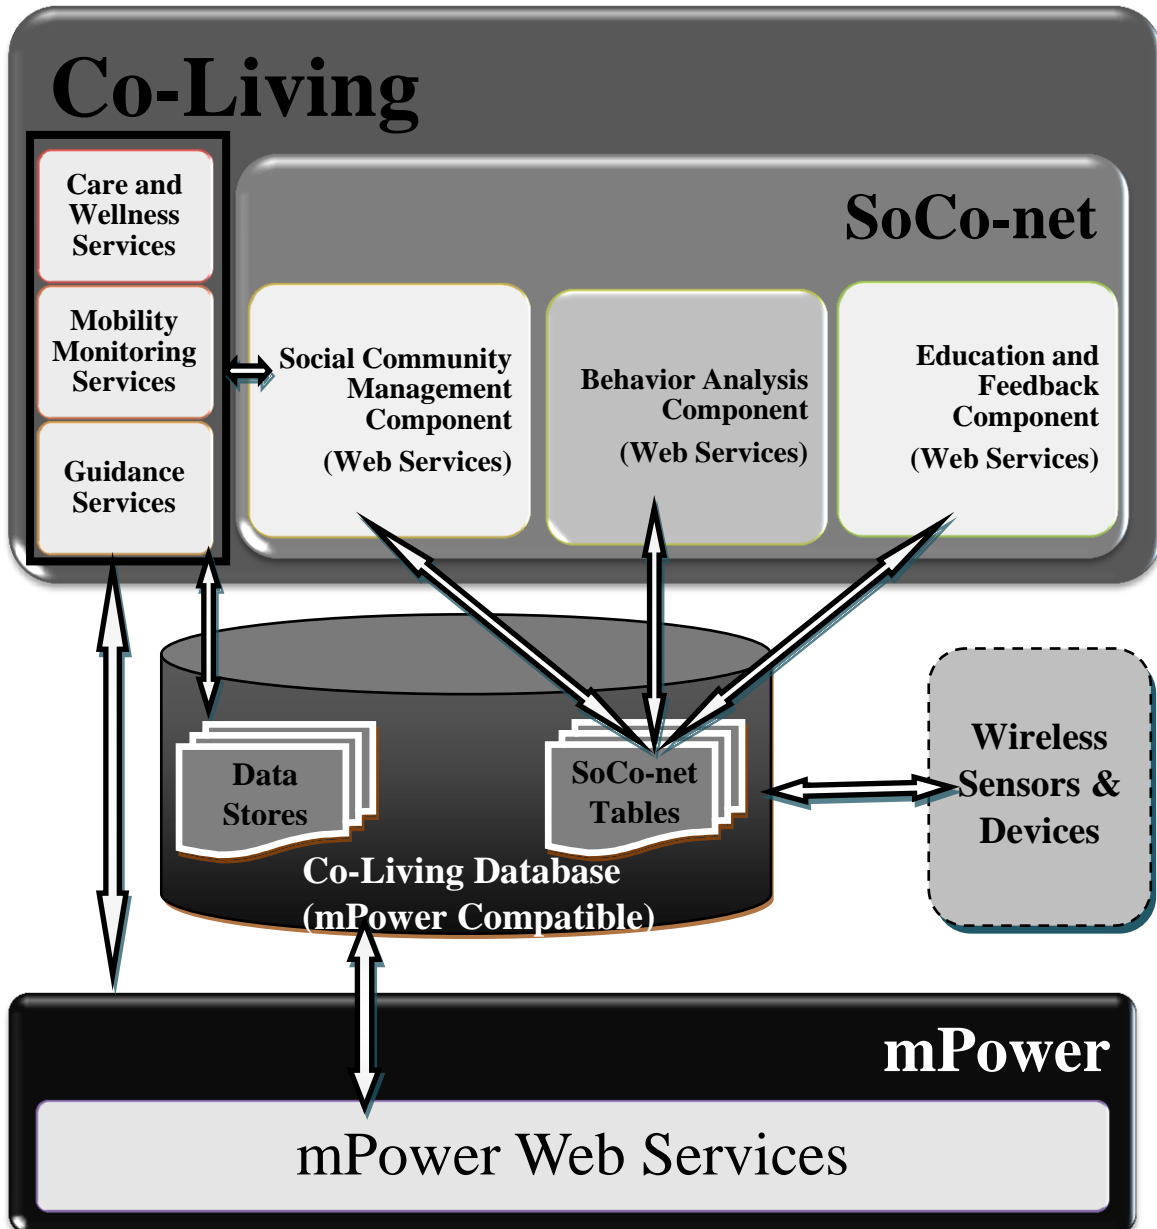 Co-Living
Care and
Wellness
Services
Mobility
Monitoring
Services
Guidance
Services
SoCo-net
Social Community
Management
Component
(Web Services)
Behavior Analysis
Component
(Web Services)
Education and
Feedback
Component
(Web Services)
Data
Stores
SoCo-net
Tables
Co-Living Database
(mPower Compatible)
Wireless
Sensors &
Devices
mPower
mPower Web Services